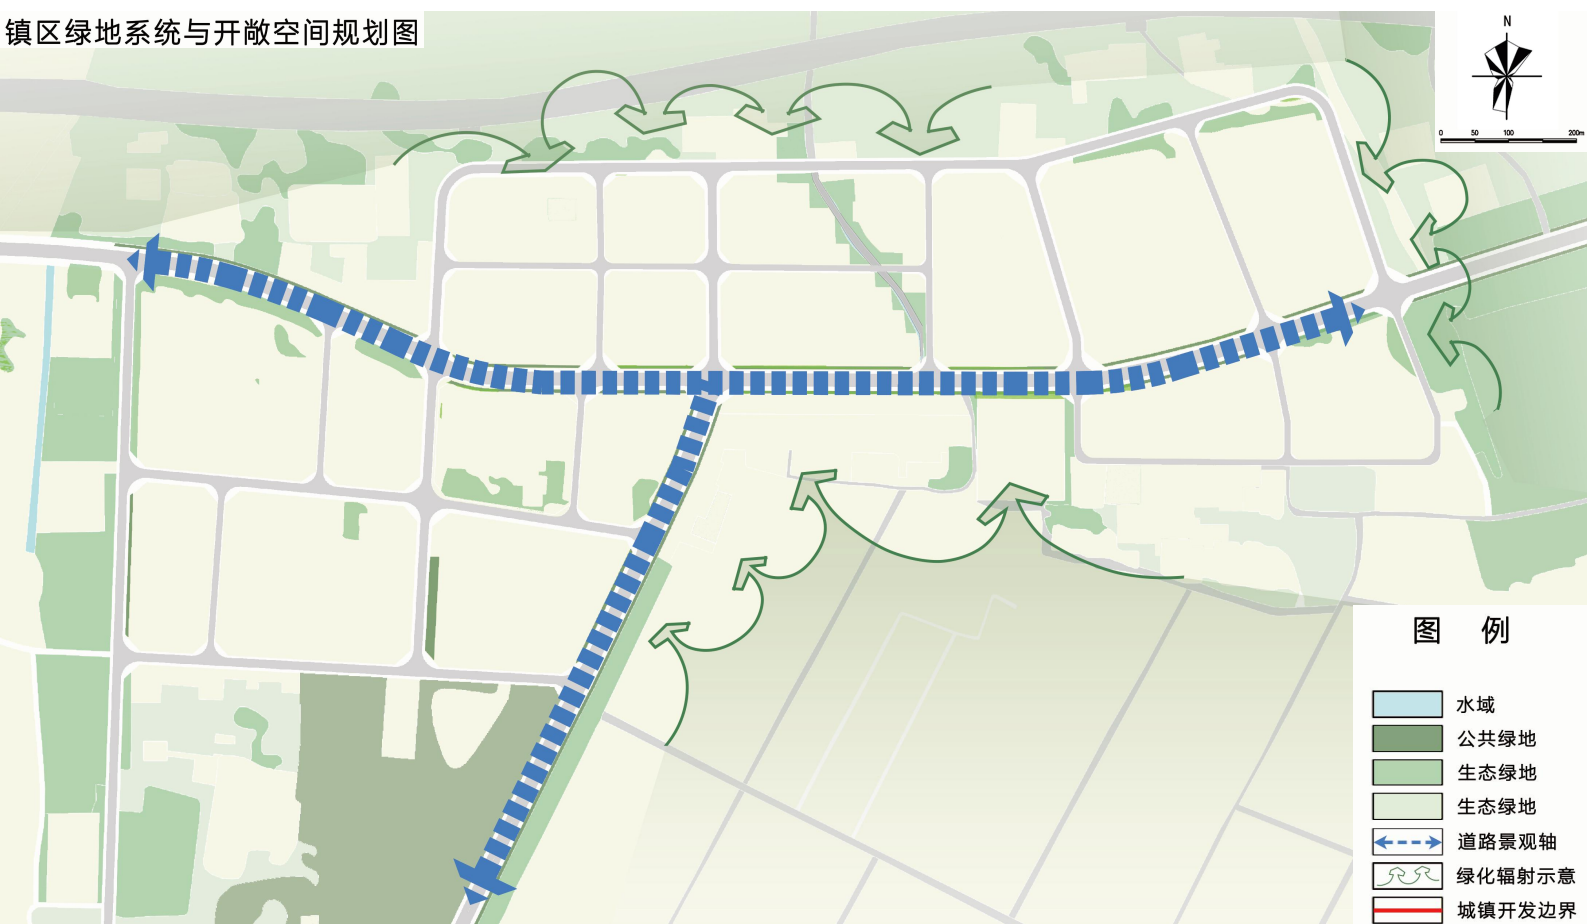 镇区绿地系统与开敞空间规划图
N
0 50 100 200m
图 例
水域
公共绿地
生态绿地
生态绿地
道路景观轴
绿化辐射示意
城镇开发边界